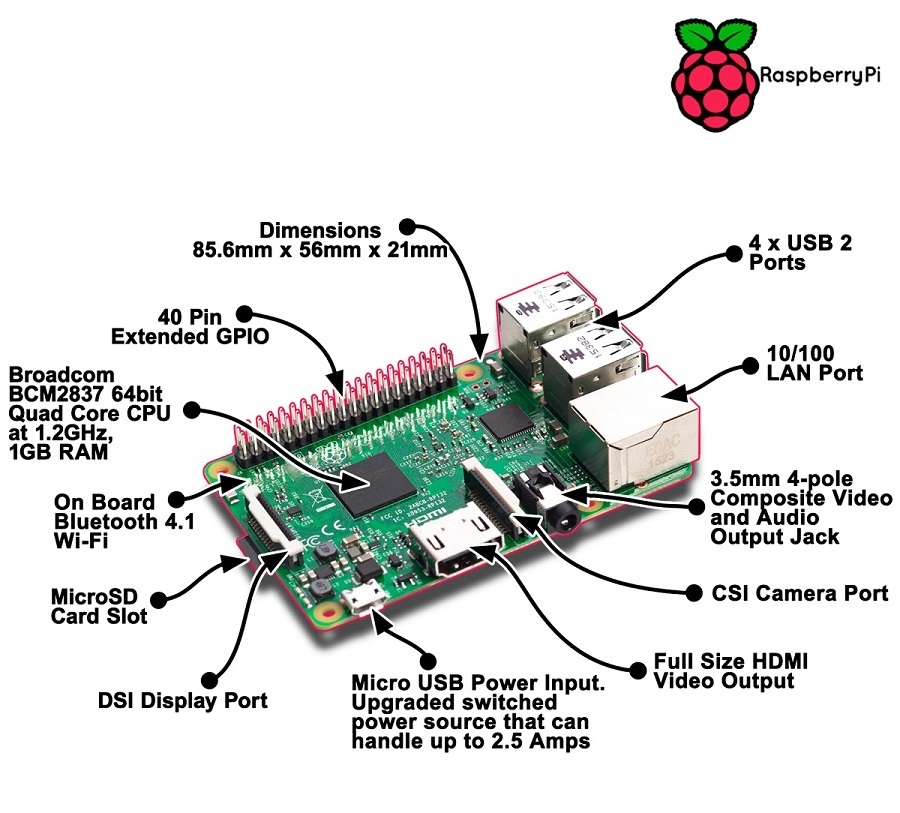 RaspberryPi
Dimensions
85.6mm x 56mm x 21mm
4 x USB 2
Ports
40 Pin
Extended GPIO
10/100
LAN Port
Broadcom
BCM2837 64bit
Quad Core CPU
at 1.2GHz,
1GB RAM
3.5mm 4-pole
Composite Video
and Audio
Output Jack
On Board
Bluetooth 4.1
Wi-Fi
CSI Camera Port
MicroSD
Card Slot
Full Size HDMI
Video Output
DSI Display Port
Micro USB Power Input.
Upgraded switched
power source that can
handle up to 2.5 Amps
HDMI